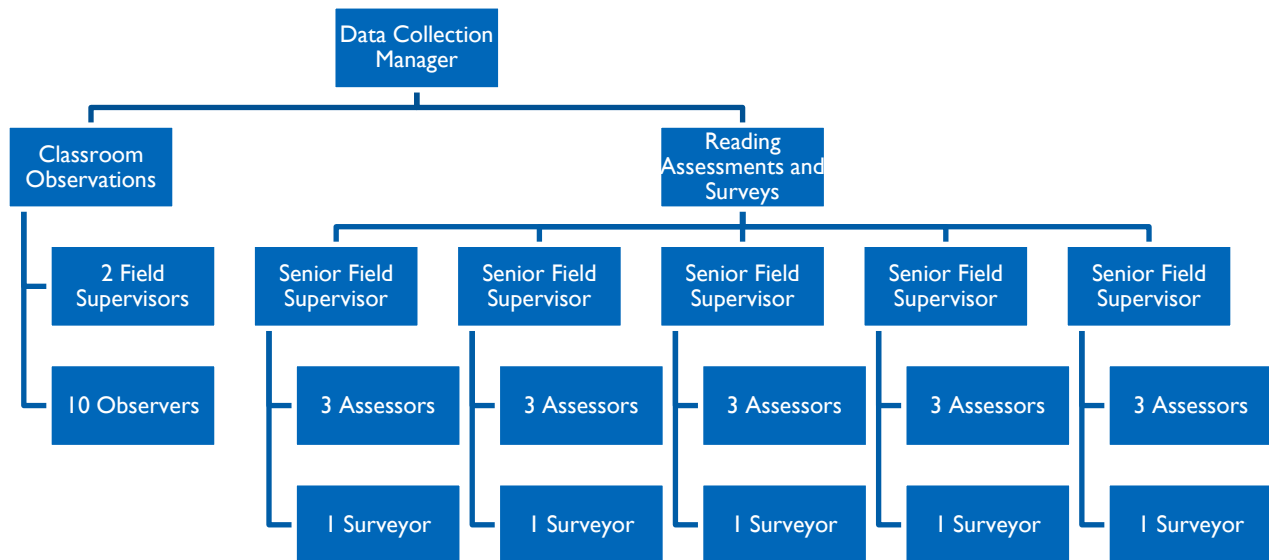 Data Collection
Manager
Classroom
Observations
Reading
Assessments and
Surveys
2 Field
Supervisors
10 Observers
Senior Field
Supervisor
3 Assessors
1 Surveyor
Senior Field
Supervisor
3 Assessors
1 Surveyor
Senior Field
Supervisor
3 Assessors
1 Surveyor
Senior Field
Supervisor
3 Assessors
1 Surveyor
Senior Field
Supervisor
3 Assessors
1 Surveyor